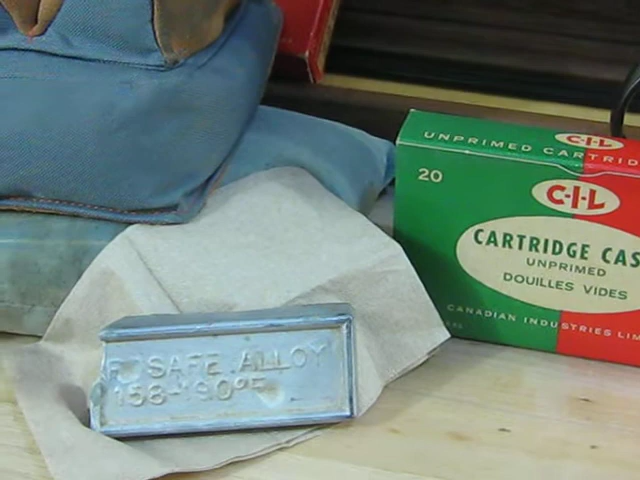 C-I-L
UNPRIMED CARTRID
20
C-I-L
CARTRIDGE CAS
UNPRIMED
DOUILLES VIDES
CANADIAN INDUSTRIES LIM
SAFE ALLOY
158-190°F